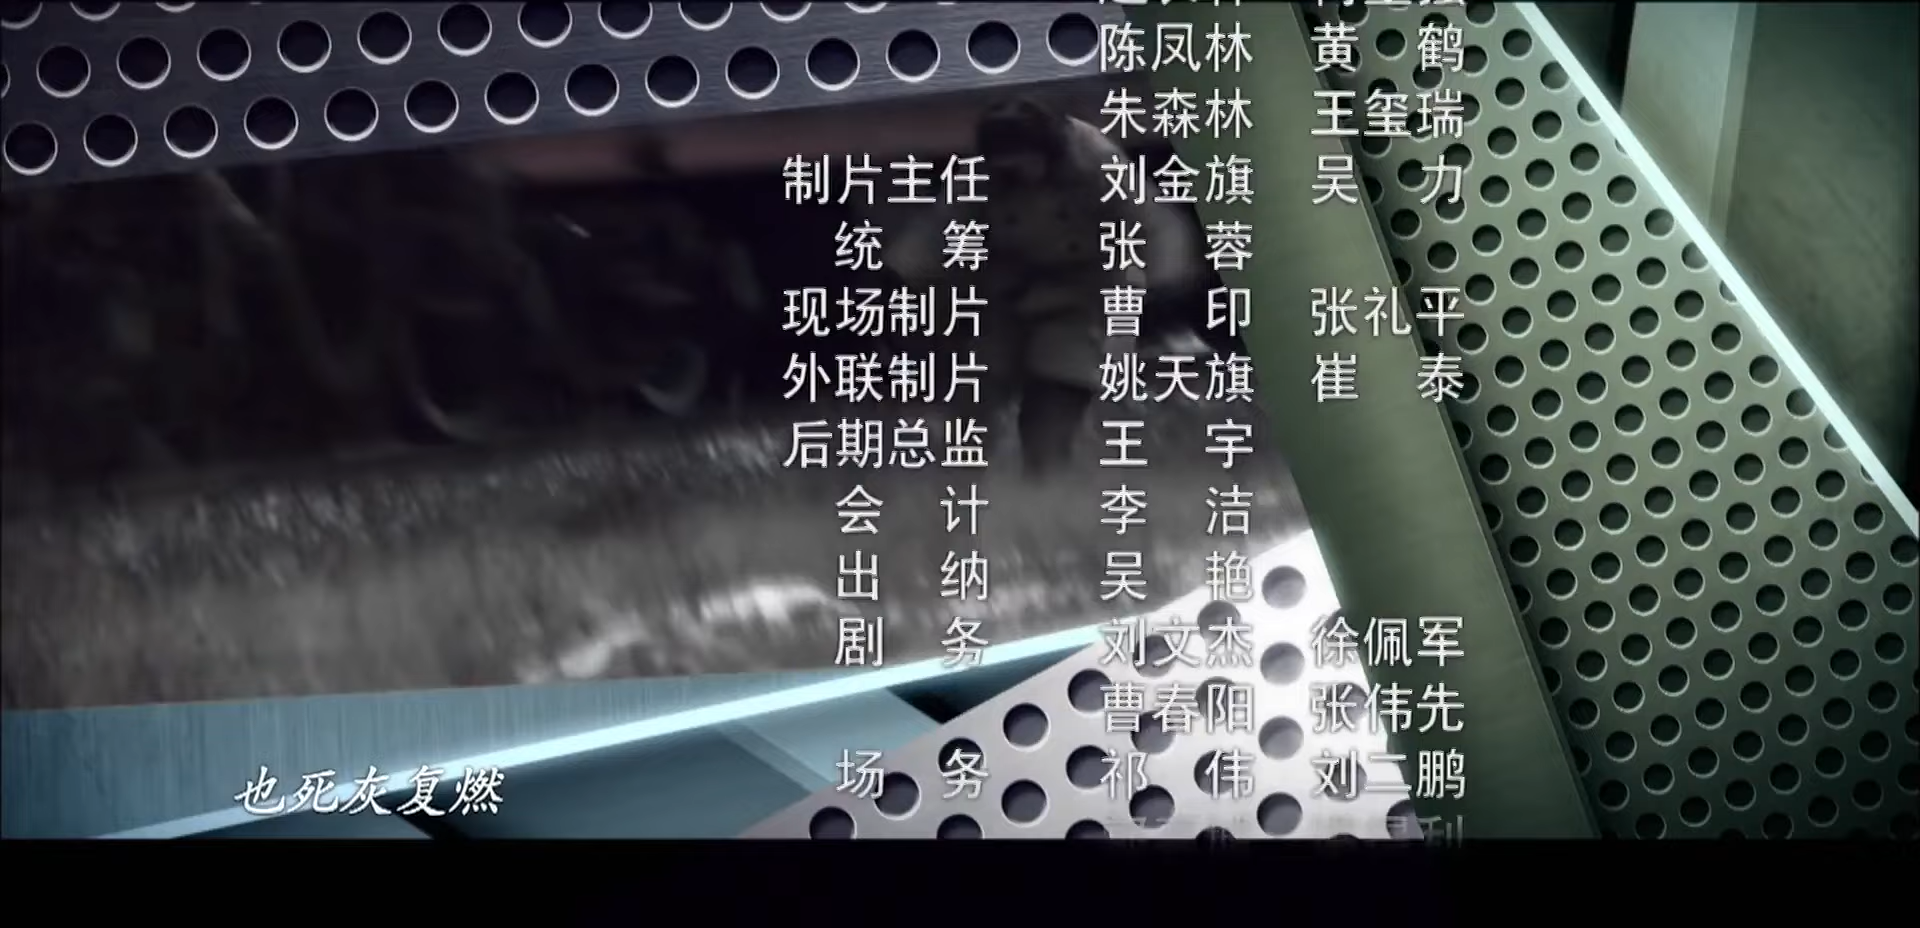 陈凤林 黄鹤
朱森林 王玺瑞
制片主任 刘金旗 吴力
统筹 张蓉
现场制片 曹印 张礼平
外联制片 姚天旗 崔泰
后期总监 王宇
会计 李洁
出纳 吴艳
剧务 刘文杰 徐佩军
曹春阳 张伟先
场务 祁伟 刘二鹏
也死灰复燃